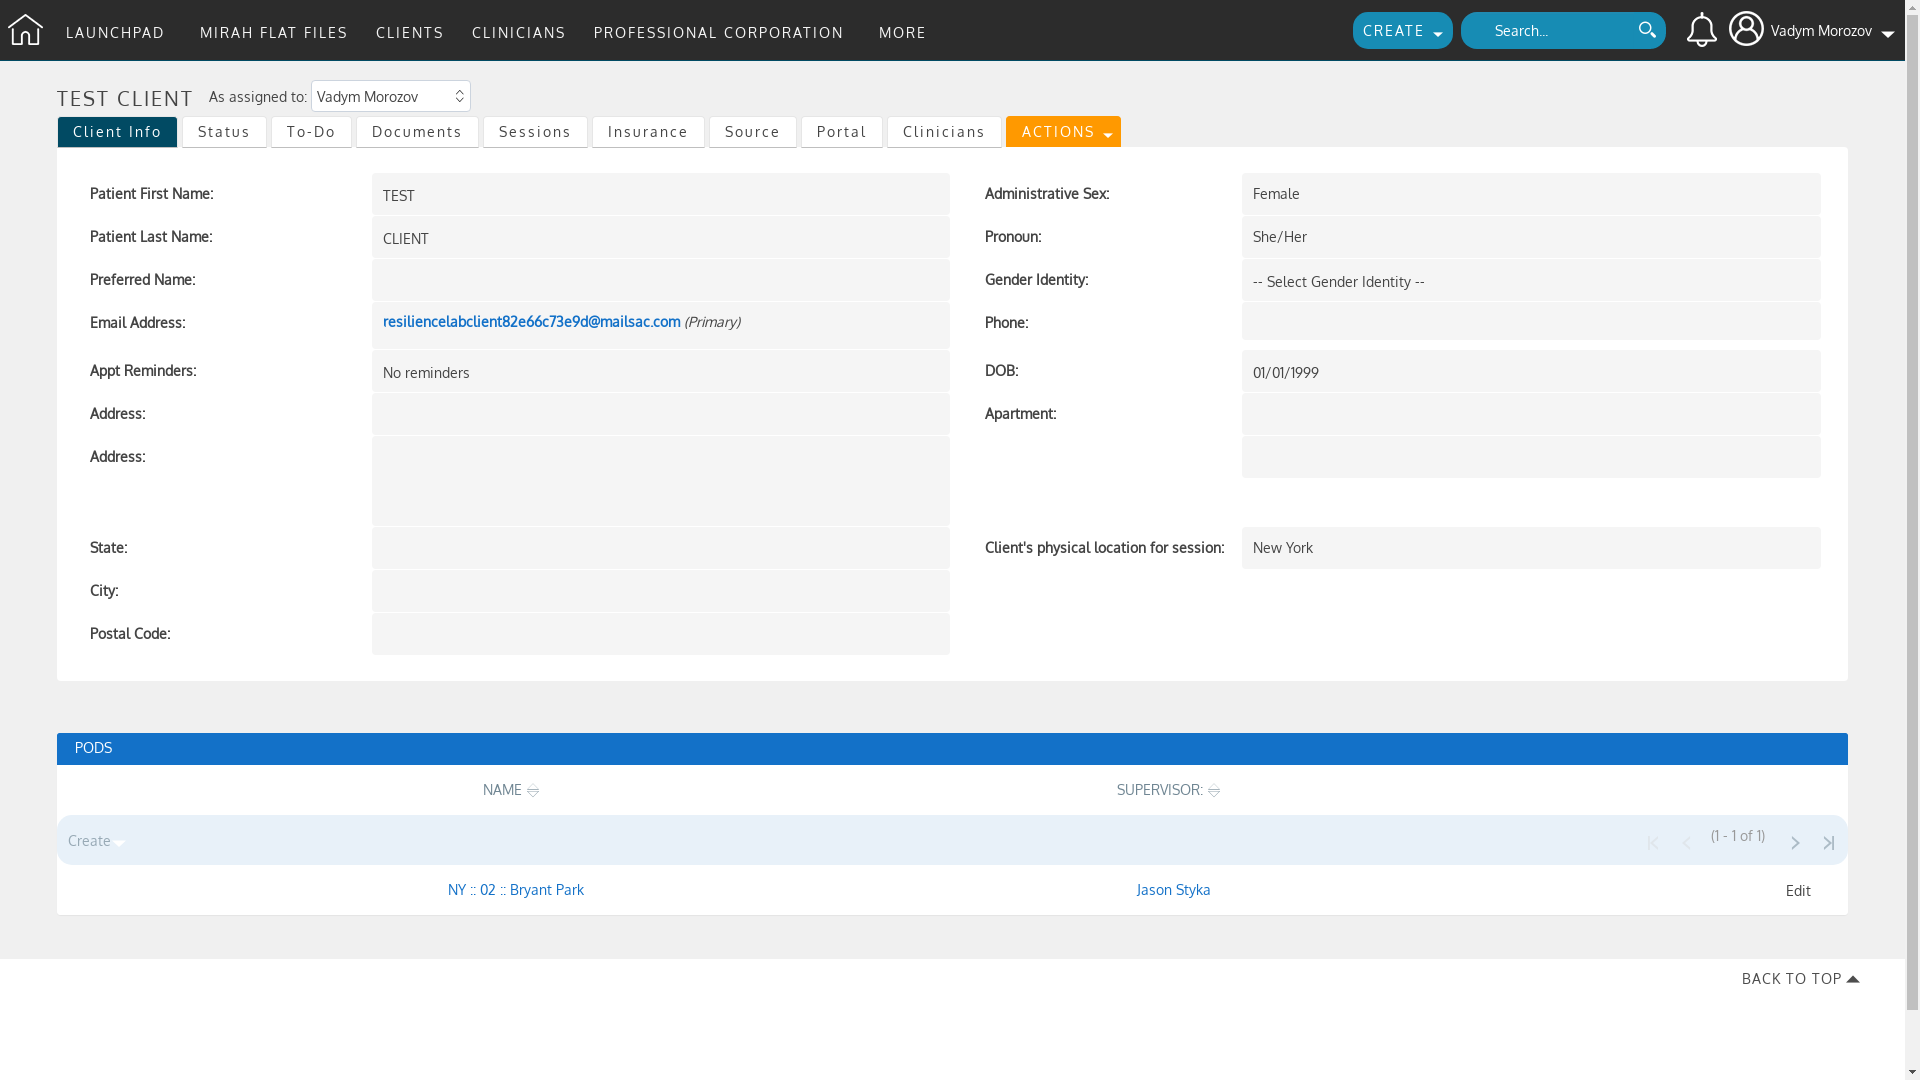 LAUNCHPAD MIRAH FLAT FILES CLIENTS CLINICIANS PROFESSIONAL CORPORATION MORE CREATE Search... Vadym Morozov
TEST CLIENT As assigned to: Vadym Morozov
Client Info Status To-Do Documents Sessions Insurance Source Portal Clinicians ACTIONS
Patient First Name: TEST Administrative Sex: Female
Patient Last Name: CLIENT Pronoun: She/Her
Preferred Name: Gender Identity: -- Select Gender Identity --
Email Address: resiliencelabclient82e66c73e9d@mailsac.com (Primary) Phone:
Appt Reminders: No reminders DOB: 01/01/1999
Address: Apartment:
Address:
State: Client's physical location for session: New York
City:
Postal Code:
PODS
NAME SUPERVISOR:
Create (1 - 1 of 1)
NY :: 02 :: Bryant Park Jason Styka Edit
BACK TO TOP